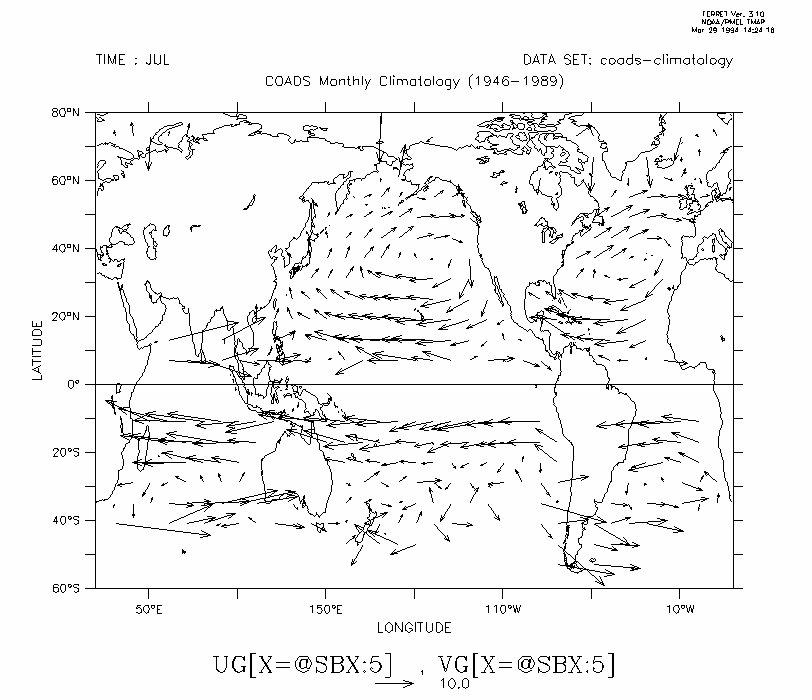 FERRET Ver. 3.10
NOAA/PMEL TMAP
Mar 29 1994 14:24:16
TIME : JUL
DATA SET: coads-climatology
COADS Monthly Climatology (1946-1989)
80°N
60°N
40°N
20°N
0°
20°S
40°S
60°S
LATITUDE
50°E 150°E 110°W 10°W
LONGITUDE
UG[X=@SBX:5] , VG[X=@SBX:5]
10.0